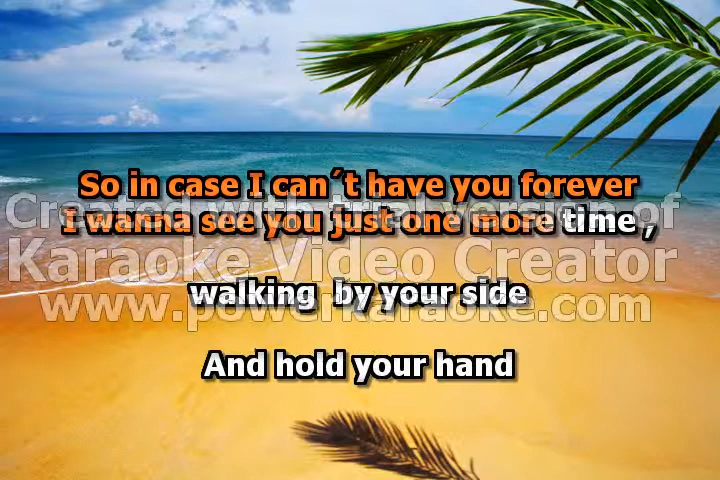 So in case I can´t have you forever
Created with trial version of
I wanna see you just one more time ,
Karaoke Video Creator
walking  by your side
www.powerkaraoke.com
And hold your hand